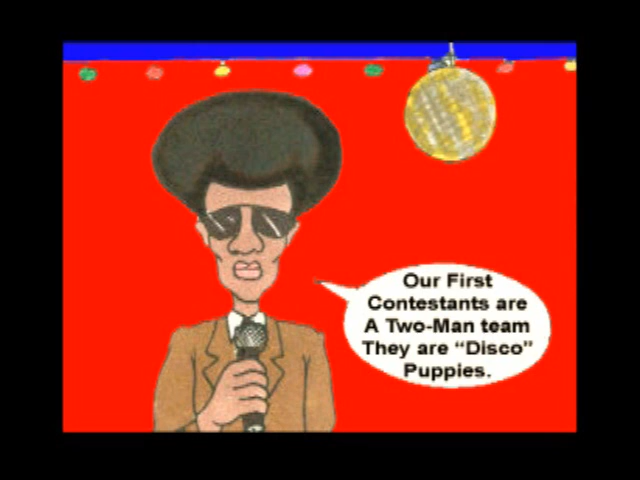 Our First
Contestants are
A Two-Man team
They are “Disco”
Puppies.